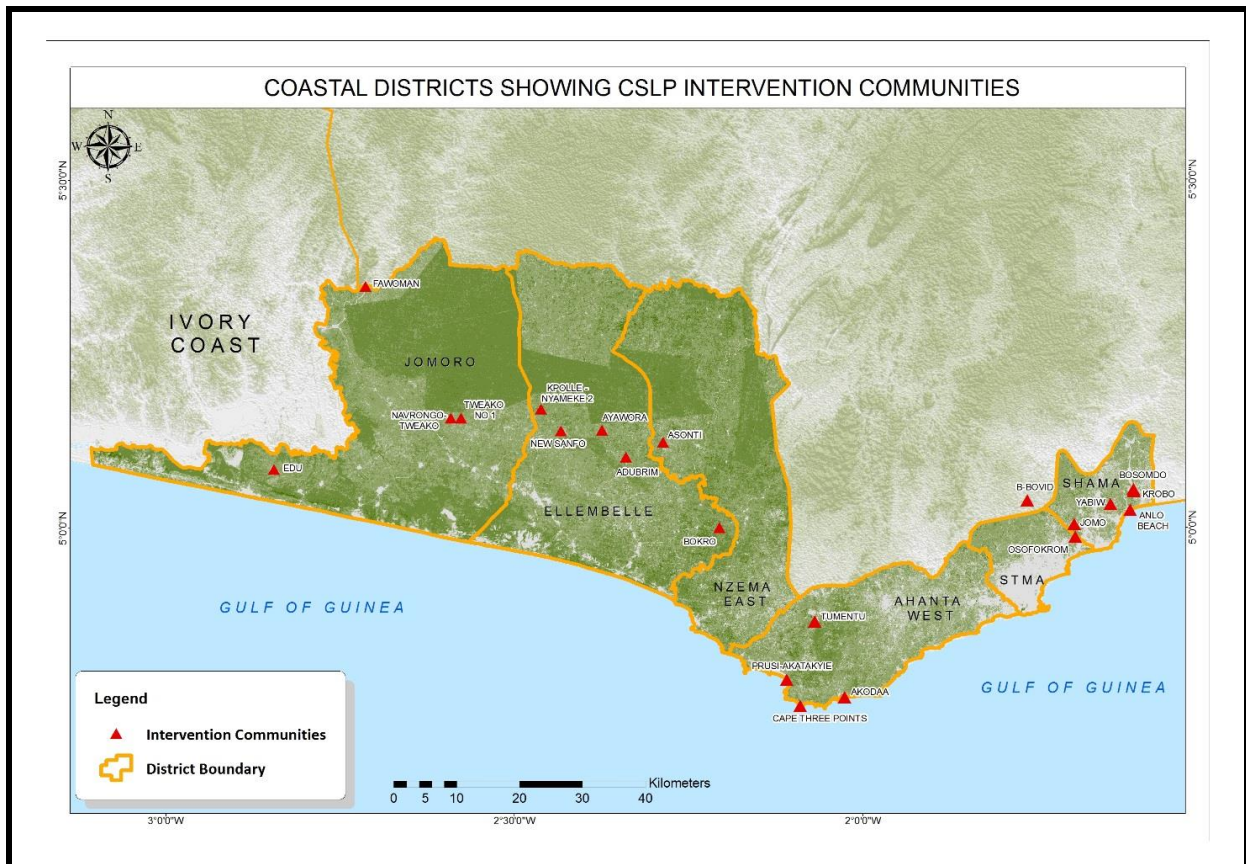 COASTAL DISTRICTS SHOWING CSLP INTERVENTION COMMUNITIES
N
W
E
S
5°30'0"N
5°30'0"N
FAWOMAN
IVORY
COAST
JOMORO
KPOLLE -
NYAMEKE 2
NAVRONGO-
TWEAKO
TWEAKO
NO 1
AYAWORA
NEW SANFO
ASONTI
ADUBRIM
EDU
BOSOMDO
SHAMA
B-BOVID
KROBO
YABIW
ANLO
BEACH
JOMO
ELLEMBELLE
5°0'0"N
5°0'0"N
BOKRO
OSOFOKROM
STMA
NZEMA
EAST
AHANTA
WEST
GULF OF GUINEA
TUMENTU
PRUSI-AKATAKYIE
AKODAA
GULF OF GUINEA
CAPE THREE POINTS
Legend
Intervention Communities
District Boundary
Kilometers
0 5 10 20 30 40
3°0'0"W
2°30'0"W
2°0'0"W